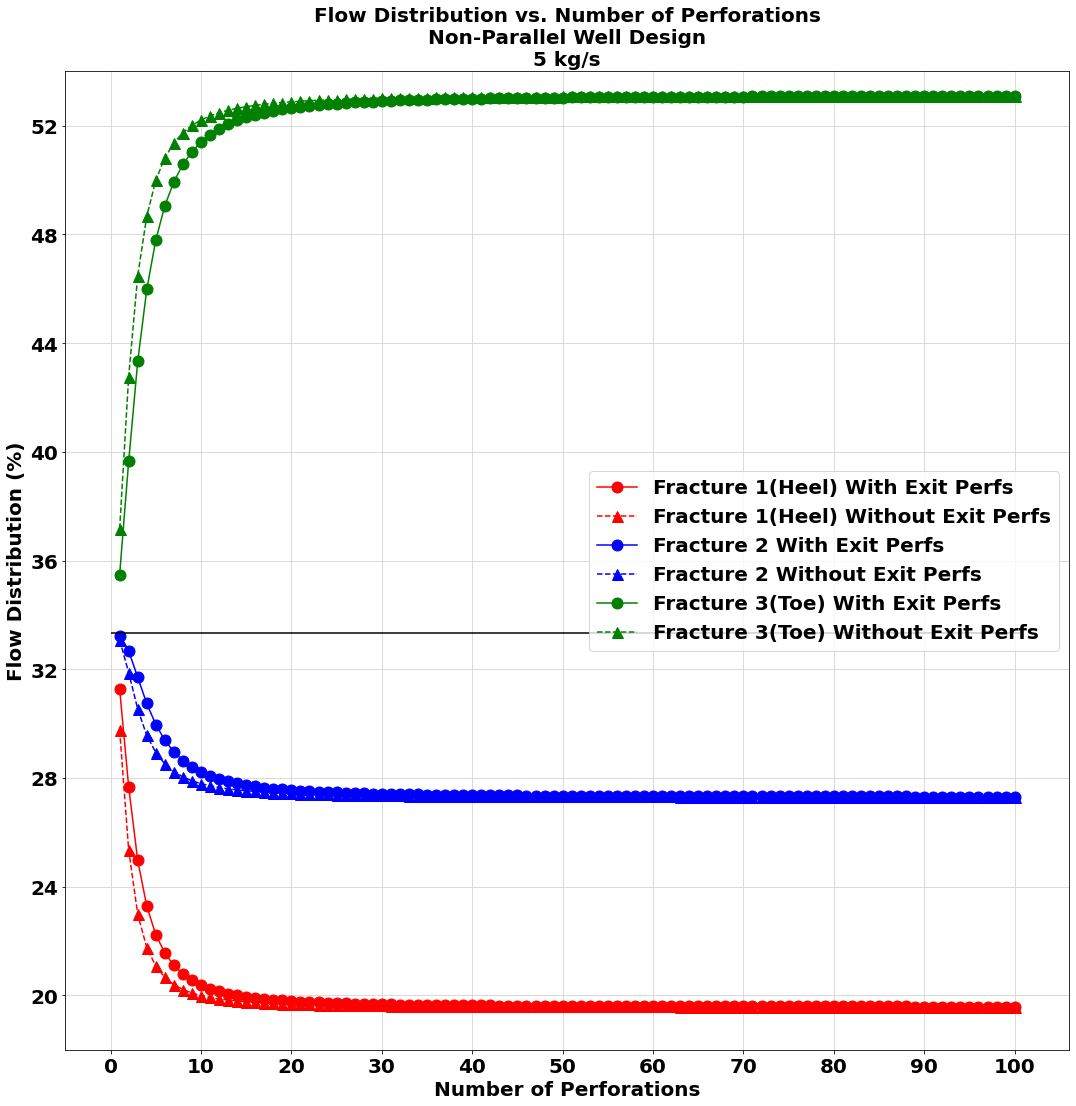 Flow Distribution vs. Number of Perforations
Non-Parallel Well Design
5 kg/s
52
48
44
40
36
32
28
24
20
Flow Distribution (%)
Fracture 1(Heel) With Exit Perfs
Fracture 1(Heel) Without Exit Perfs
Fracture 2 With Exit Perfs
Fracture 2 Without Exit Perfs
Fracture 3(Toe) With Exit Perfs
Fracture 3(Toe) Without Exit Perfs
0 10 20 30 40 50 60 70 80 90 100
Number of Perforations